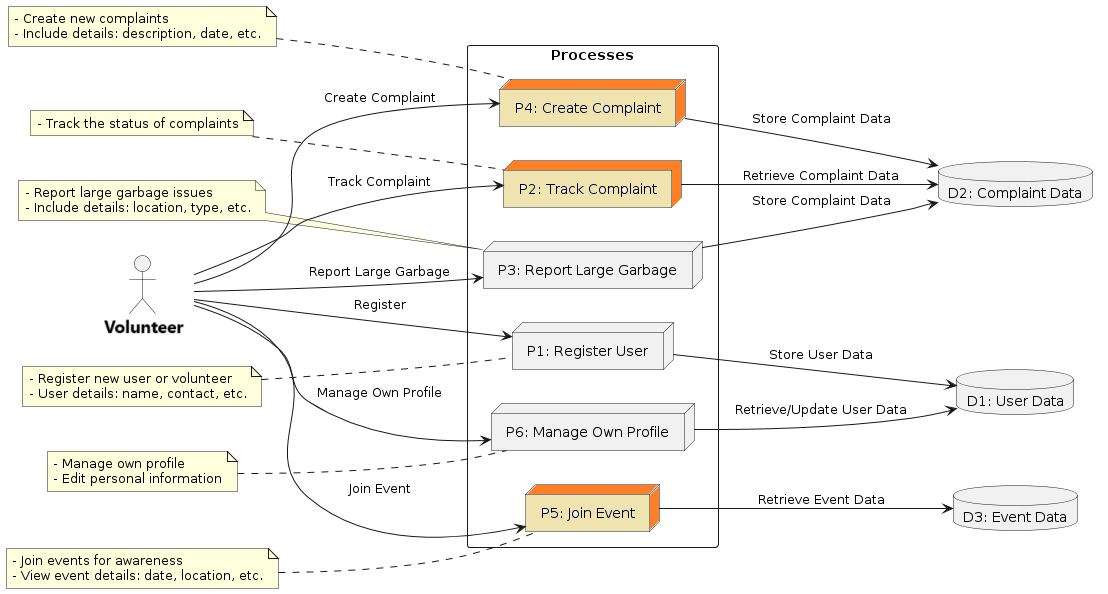 - Create new complaints
- Include details: description, date, etc.
Processes
P4: Create Complaint
Create Complaint
Store Complaint Data
- Track the status of complaints
P2: Track Complaint
Track Complaint
Retrieve Complaint Data
D2: Complaint Data
- Report large garbage issues
- Include details: location, type, etc.
Store Complaint Data
Report Large Garbage
P3: Report Large Garbage
Volunteer
Register
P1: Register User
Store User Data
- Register new user or volunteer
- User details: name, contact, etc.
Manage Own Profile
D1: User Data
Retrieve/Update User Data
P6: Manage Own Profile
- Manage own profile
- Edit personal information
Join Event
P5: Join Event
Retrieve Event Data
D3: Event Data
- Join events for awareness
- View event details: date, location, etc.